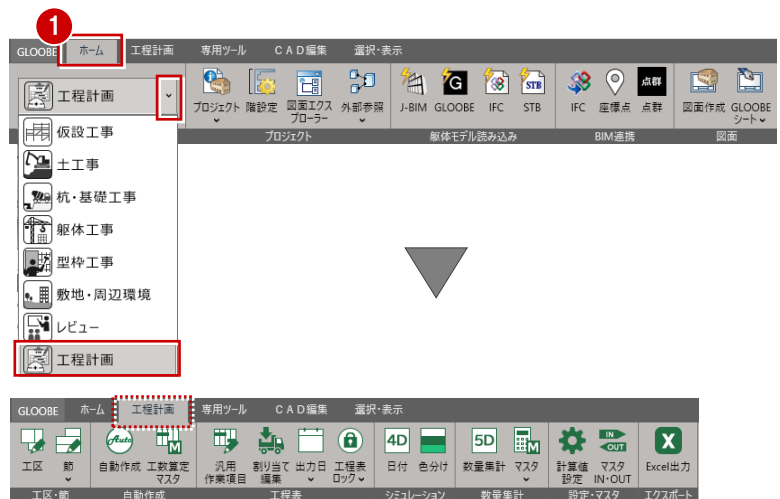 1
GLOOBE ホーム 工程計画 専用ツール CAD編集 選択・表示
工程計画
プロジェクト 階設定 図面エクスプローラー 外部参照 J-BIM GLOOBE IFC STB IFC 座標点 点群 図面作成 GLOOBEシート
G STB 点群
プロジェクト 躯体モデル読み込み BIM連携 図面
仮設工事
土工事
杭・基礎工事
躯体工事
型枠工事
敷地・周辺環境
レビュー
工程計画
GLOOBE ホーム 工程計画 専用ツール CAD編集 選択・表示
Auto M 4D 5D M IN OUT X
工区 節 自動作成 工数算定マスタ 汎用作業項目 割り当て編集 出力日 工程表ロック 日付 色分け 数量集計 マスタ 計算値設定 マスタIN・OUT Excel出力
工区・節 自動作成 工程表 シミュレーション 数量集計 設定・マスタ エクスポート